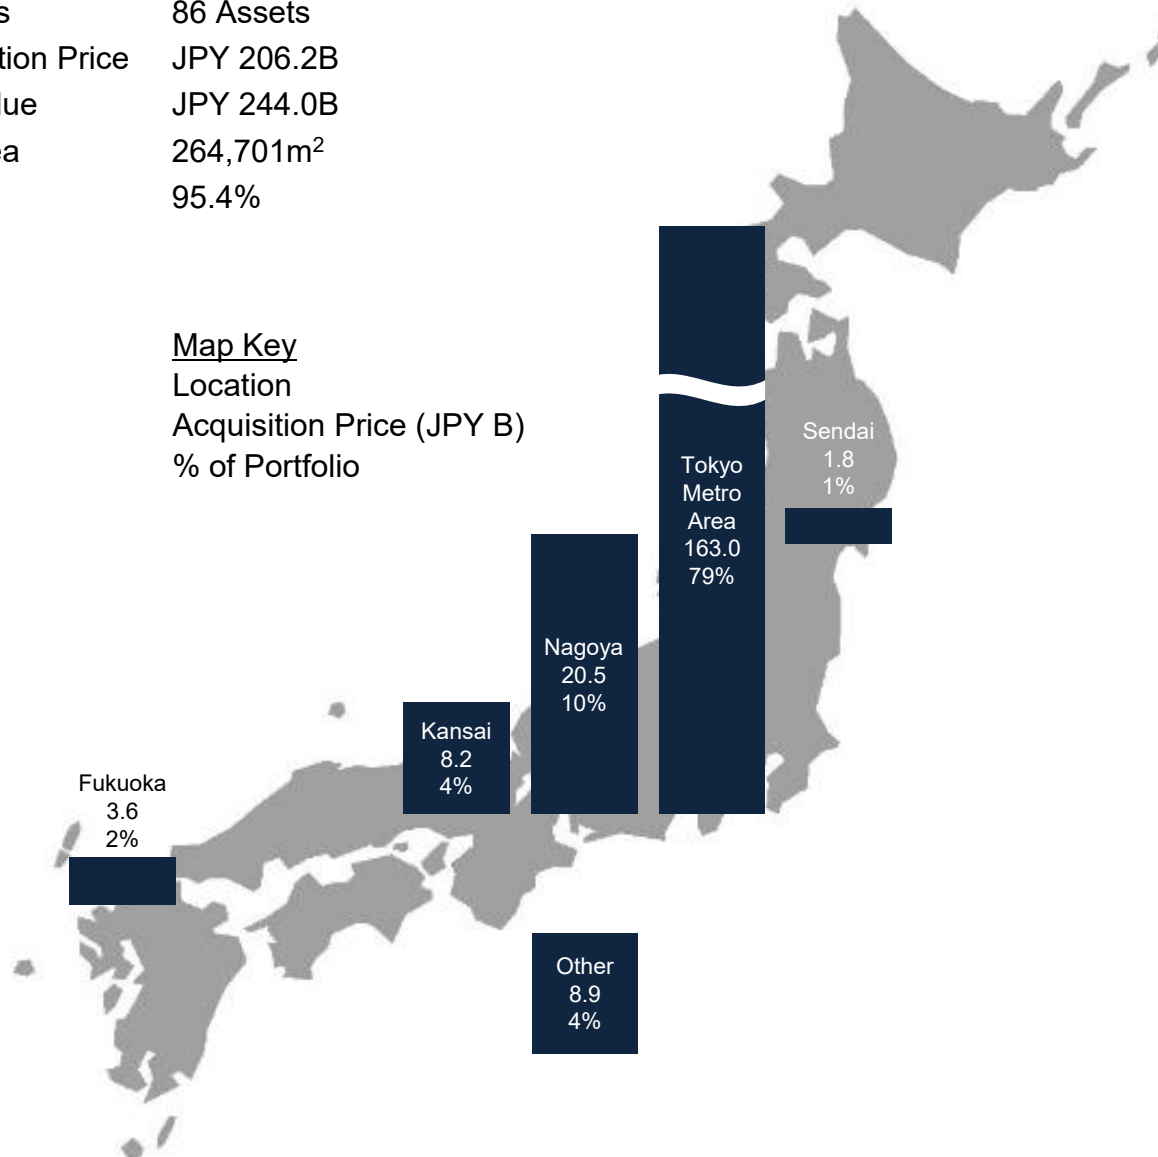 s 86 Assets
tion Price JPY 206.2B
lue JPY 244.0B
ea 264,701m²
95.4%
Map Key
Location
Acquisition Price (JPY B)
% of Portfolio
Sendai
1.8
1%
Tokyo
Metro
Area
163.0
79%
Nagoya
20.5
10%
Kansai
8.2
4%
Fukuoka
3.6
2%
Other
8.9
4%